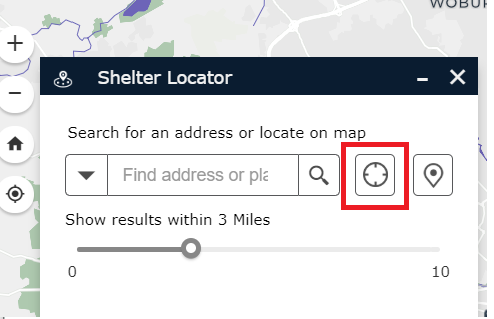 WOBUR
Shelter Locator
Search for an address or locate on map
Find address or pla
Show results within 3 Miles
0 10